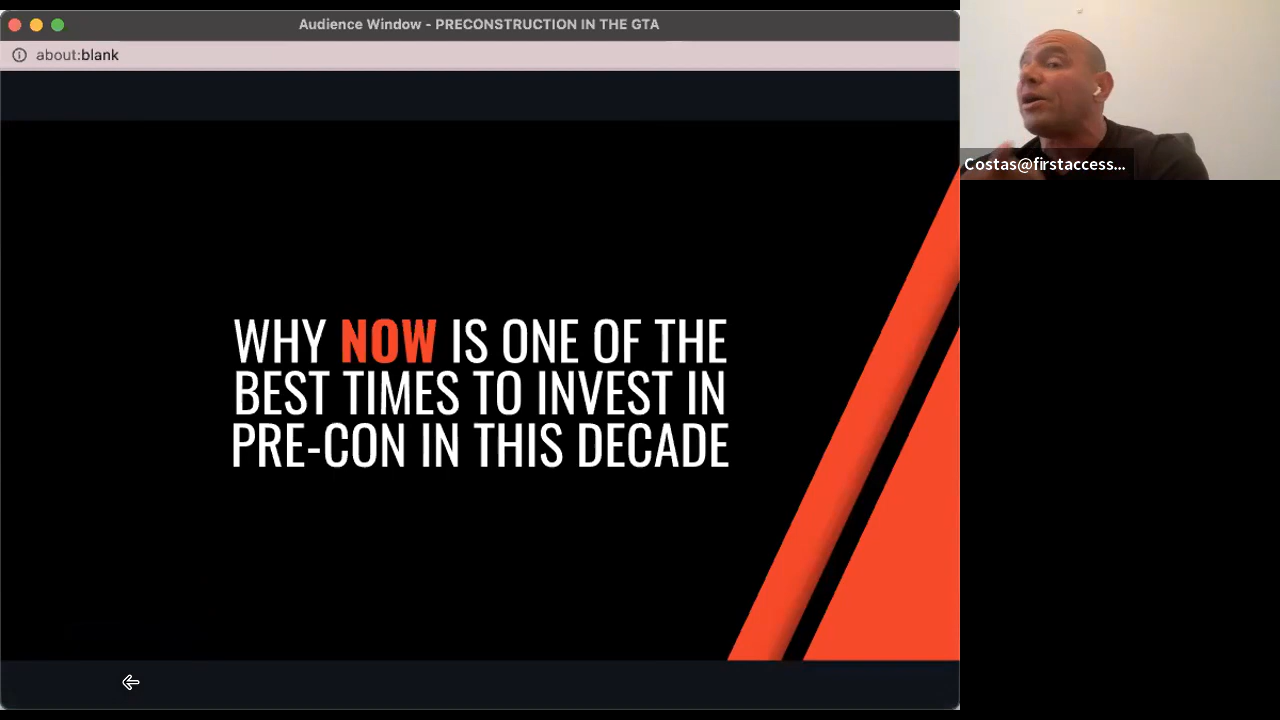 Audience Window - PRECONSTRUCTION IN THE GTA
about:blank
WHY NOW IS ONE OF THE
BEST TIMES TO INVEST IN
PRE-CON IN THIS DECADE
Costas@firstaccess...